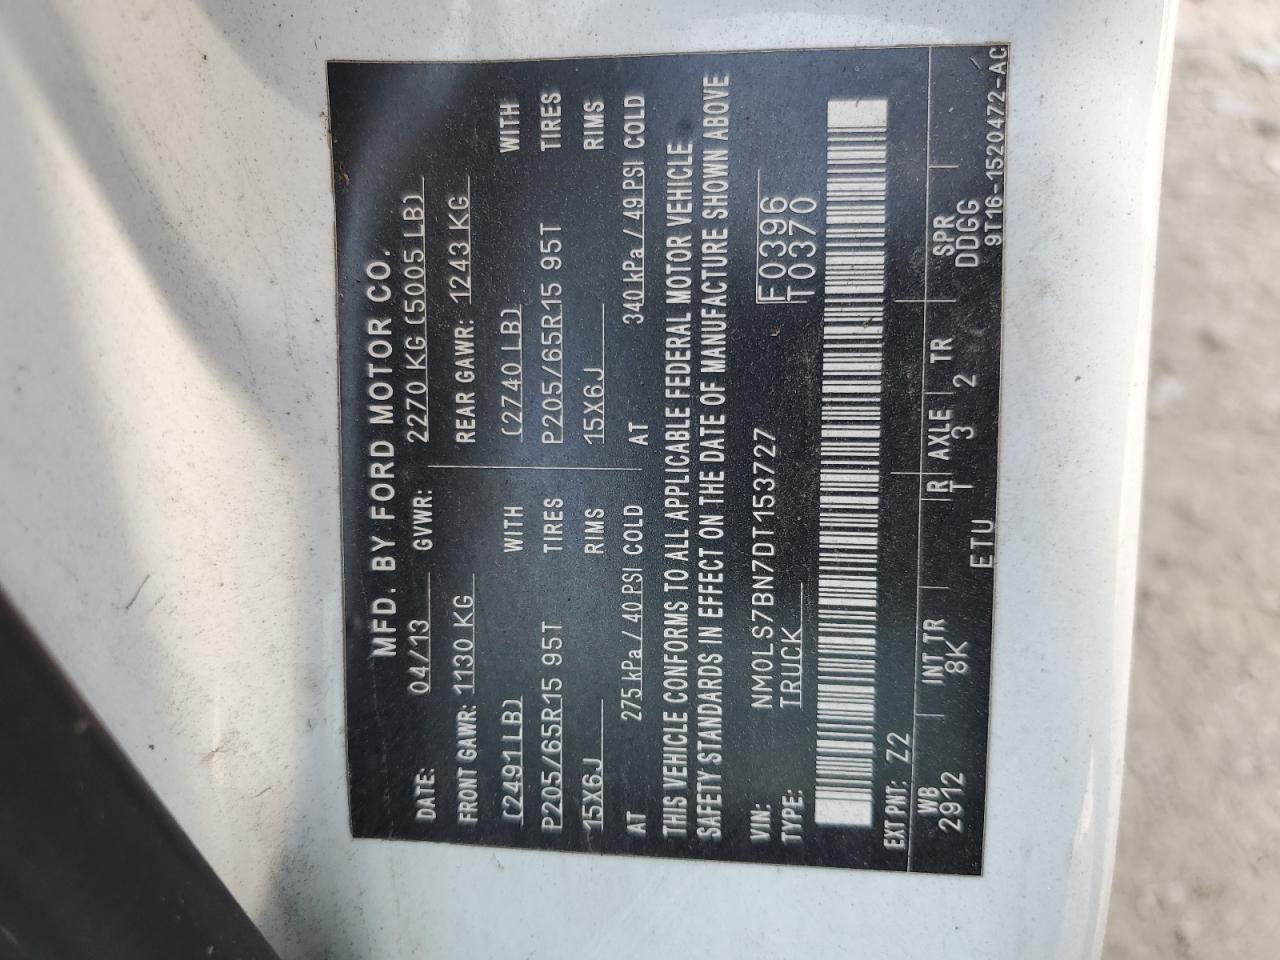 MFD. BY FORD MOTOR CO.
DATE: 04/13 GVWR: 2270 KG (5005 LB)
FRONT GAWR: 1130 KG REAR GAWR: 1243 KG
(2491 LB) WITH (2740 LB) WITH
P205/65R15 95T TIRES P205/65R15 95T TIRES
15X6J RIMS 15X6J RIMS
AT 275 kPa / 40 PSI COLD AT 340 kPa / 49 PSI COLD
THIS VEHICLE CONFORMS TO ALL APPLICABLE FEDERAL MOTOR VEHICLE
SAFETY STANDARDS IN EFFECT ON THE DATE OF MANUFACTURE SHOWN ABOVE
VIN: NM0LS7BN7DT153727 F0396
TYPE: TRUCK T0370
EXT PNT: Z2
WB INT TR R AXLE TR SPR
2912 8K T 3 2 DDGG
ETU 9T16-1520472-AC